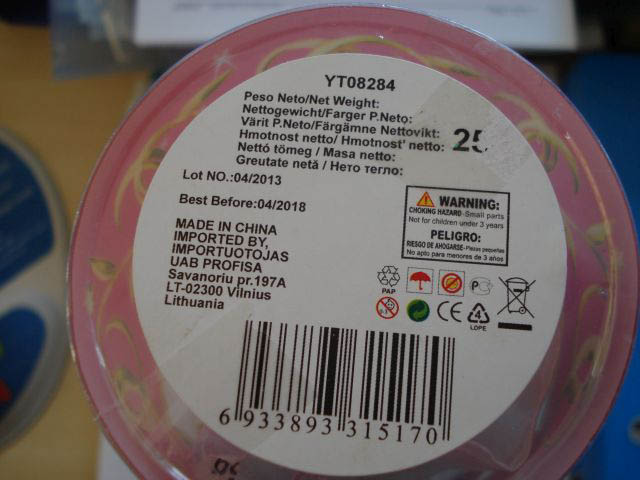 YT08284
Peso Neto/Net Weight:
Nettogewicht/Farger P.Neto:
Värit P.Neto/Färgämne Nettovikt:
Hmotnost netto/ Hmotnost' netto: 25
Nettó tömeg / Masa netto:
Greutate netă / Нето тегло:
Lot NO.:04/2013
Best Before:04/2018
MADE IN CHINA
IMPORTED BY,
IMPORTUOTOJAS
UAB PROFISA
Savanoriu pr.197A
LT-02300 Vilnius
Lithuania
WARNING:
CHOKING HAZARD-Small parts
Not for children under 3 years
PELIGRO:
RIESGO DE AHOGARSE-Piezas pequeñas
No apto para menores de 3 años
PAP
0-3
CE
4
LDPE
6 933893 315170